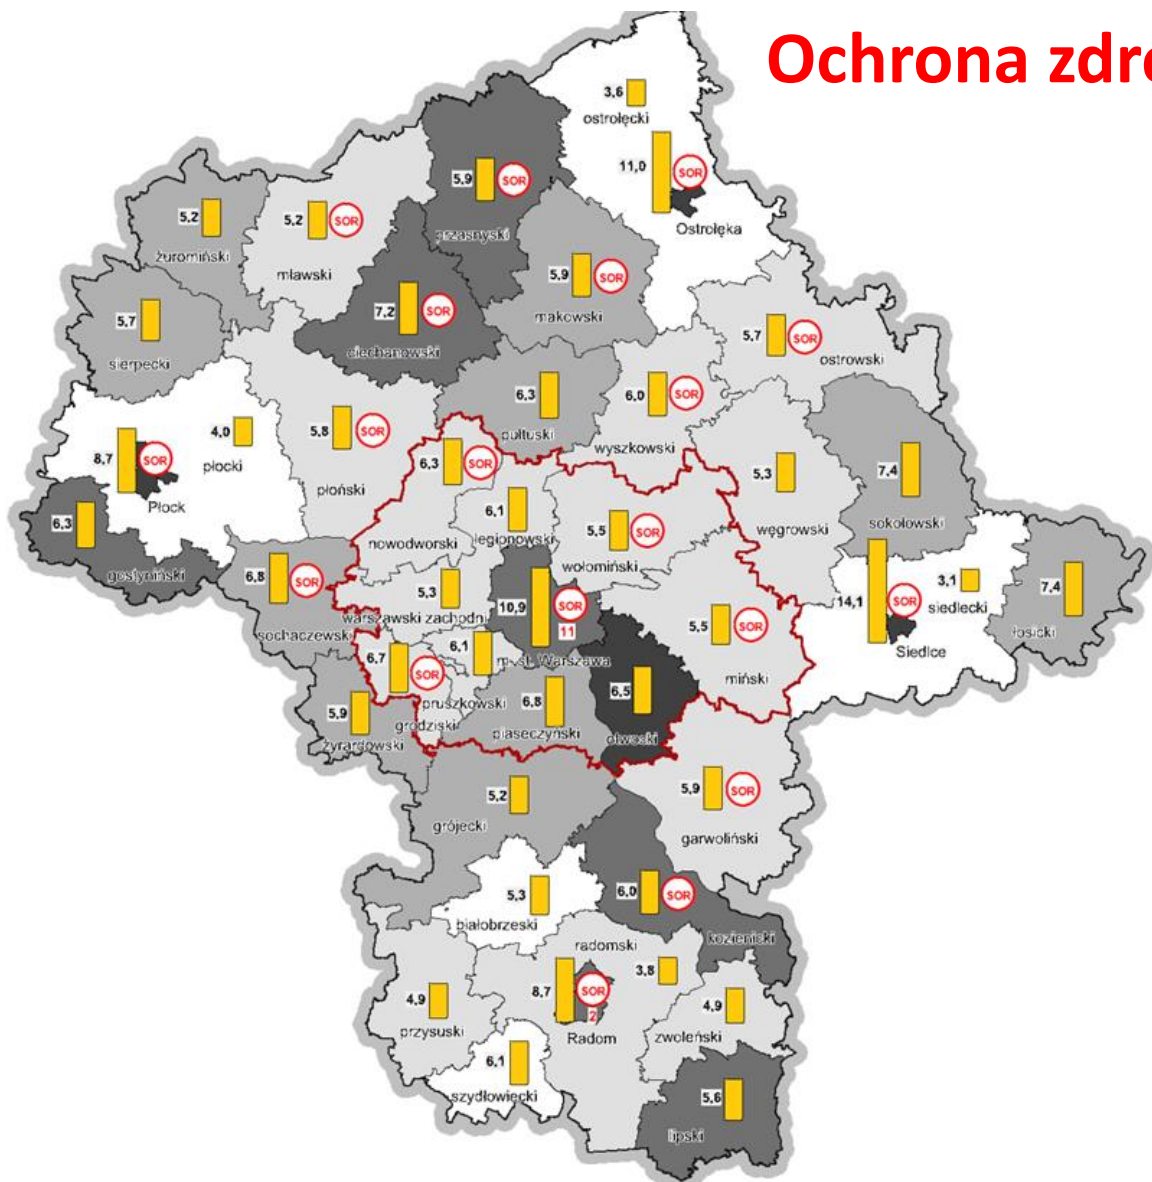 Ochrona zdro
3,6
ostrołęcki
11,0 SOR
Ostrołęka
5,9 SOR
przasnyski
5,2
żuromiński
5,2 SOR
mławski
5,9 SOR
makowski
7,2 SOR
ciechanowski
5,7
sierpecki
5,7 SOR
ostrowski
6,3
pułtuski
6,0 SOR
wyszkowski
4,0
płocki
8,7 SOR
Płock
5,8 SOR
płoński
6,3 SOR
nowodworski
5,3
węgrowski
7,4
sokołowski
6,3
gostyniński
6,1
legionowski
5,5 SOR
wołomiński
6,8 SOR
sochaczewski
5,3
warszawski zachodni
10,9 SOR
11
m.st. Warszawa
14,1 SOR
Siedlce
3,1
siedlecki
7,4
łosicki
5,5 SOR
miński
6,7 SOR
grodziski
6,1
pruszkowski
5,9
żyrardowski
6,8
piaseczyński
6,5
otwocki
5,2
grójecki
5,9 SOR
garwoliński
5,3
białobrzeski
6,0 SOR
kozienicki
radomski
3,8
8,7 SOR
2
Radom
4,9
przysuski
4,9
zwoleński
6,1
szydłowiecki
5,6
lipski